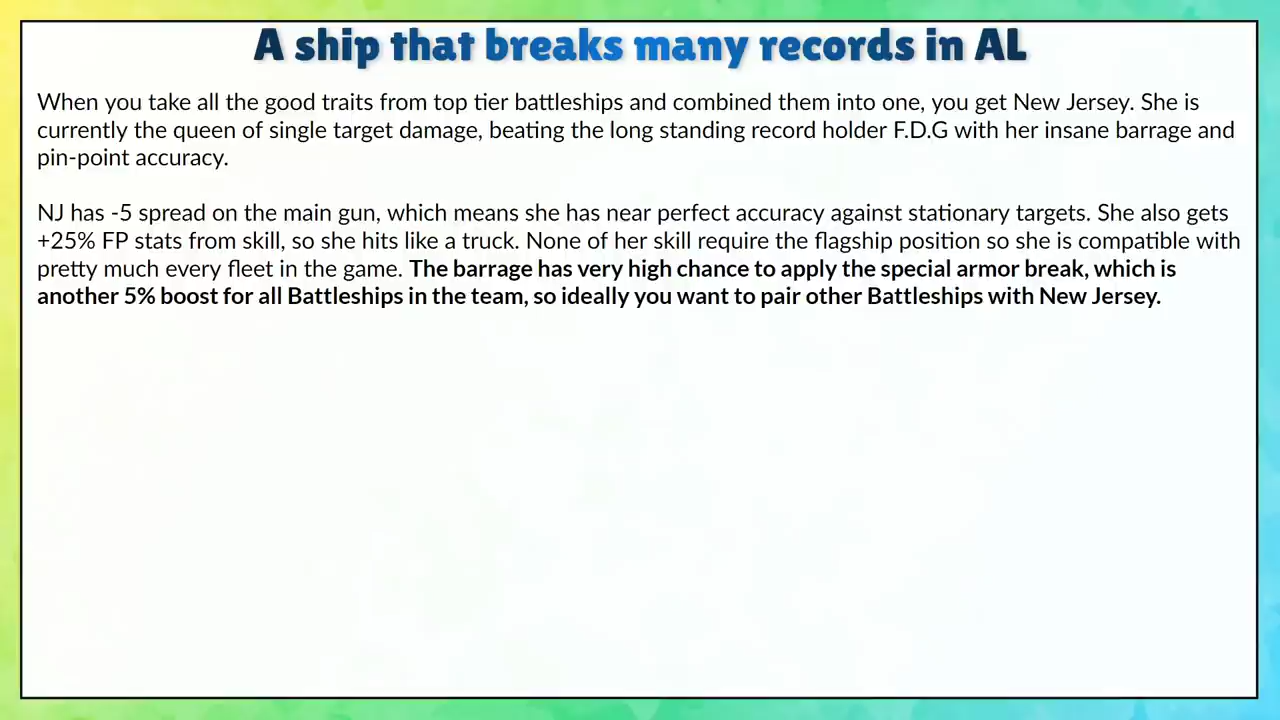 A ship that breaks many records in AL
When you take all the good traits from top tier battleships and combined them into one, you get New Jersey. She is
currently the queen of single target damage, beating the long standing record holder F.D.G with her insane barrage and
pin-point accuracy.
NJ has -5 spread on the main gun, which means she has near perfect accuracy against stationary targets. She also gets
+25% FP stats from skill, so she hits like a truck. None of her skill require the flagship position so she is compatible with
pretty much every fleet in the game. The barrage has very high chance to apply the special armor break, which is
another 5% boost for all Battleships in the team, so ideally you want to pair other Battleships with New Jersey.